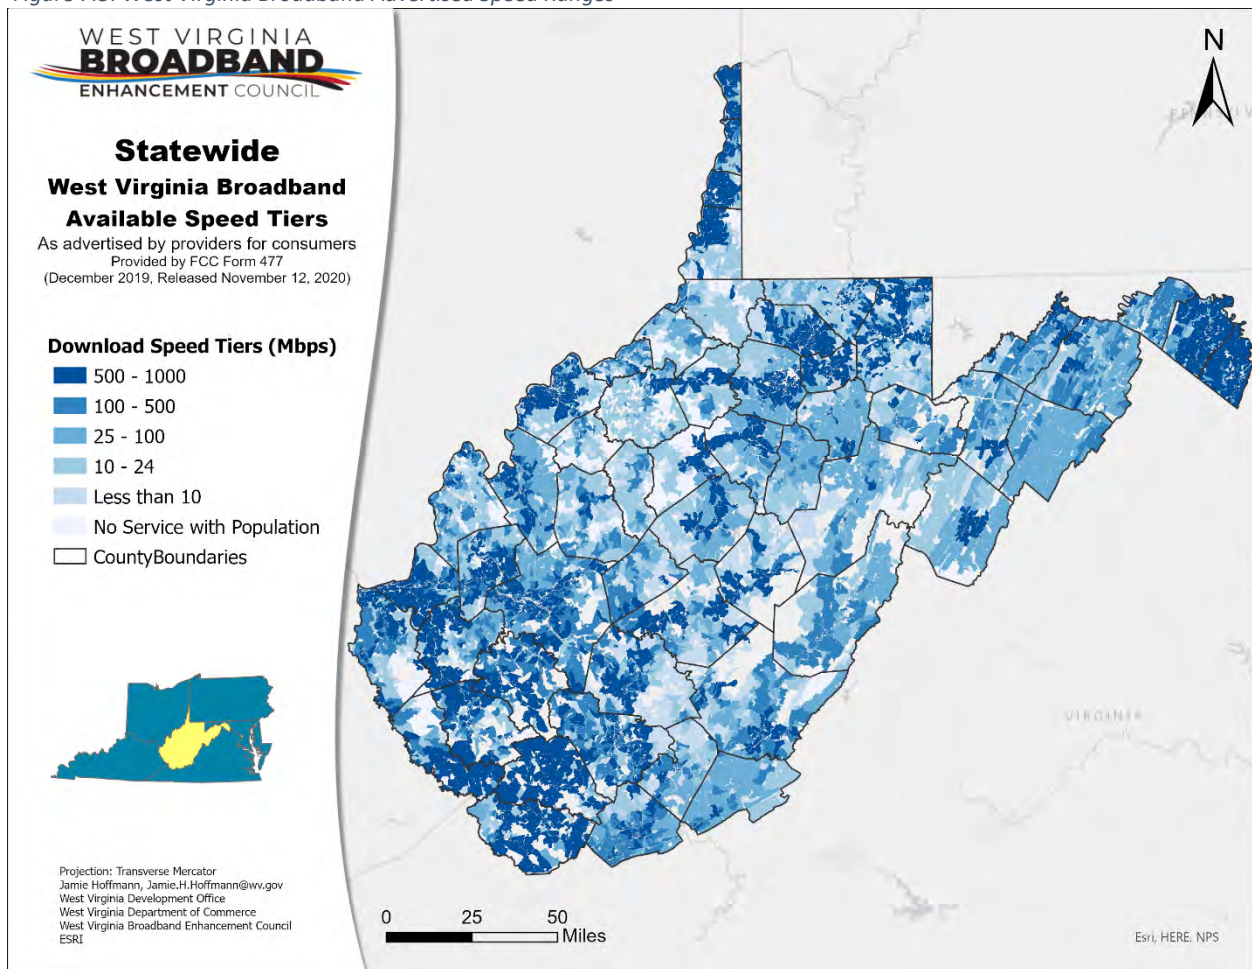 WEST VIRGINIA
BROADBAND
ENHANCEMENT COUNCIL
N
Statewide
West Virginia Broadband
Available Speed Tiers
As advertised by providers for consumers
Provided by FCC Form 477
(December 2019, Released November 12, 2020)
Download Speed Tiers (Mbps)
500 - 1000
100 - 500
25 - 100
10 - 24
Less than 10
No Service with Population
CountyBoundaries
VIRGINIA
Projection: Transverse Mercator
Jamie Hoffmann, Jamie.H.Hoffmann@wv.gov
West Virginia Development Office
West Virginia Department of Commerce
West Virginia Broadband Enhancement Council
ESRI
0 25 50
Miles
Esri, HERE, NPS